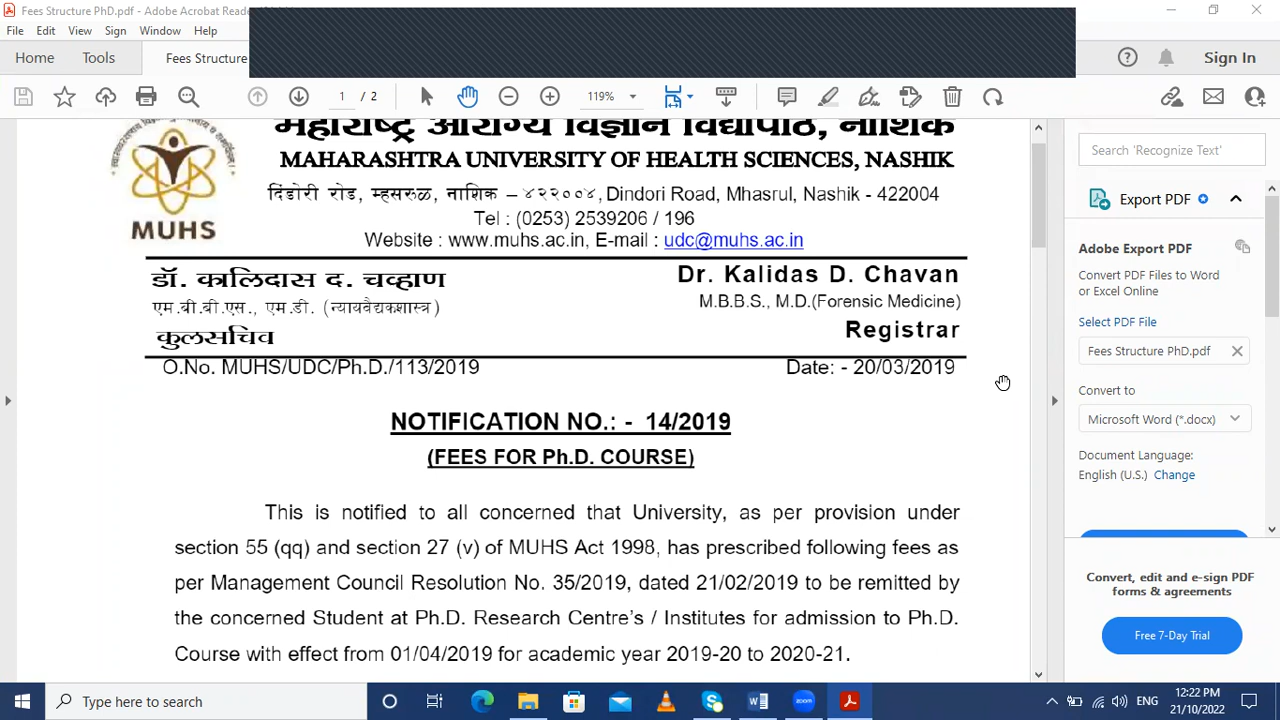 Fees Structure PhD.pdf - Adobe Acrobat Reade
File Edit View Sign Window Help
Home Tools Fees Structure Sign In
1 / 2 119%
महाराष्ट्र आरोग्य विज्ञान विद्यापीठ, नाशिक
MAHARASHTRA UNIVERSITY OF HEALTH SCIENCES, NASHIK
दिंडोरी रोड, म्हसरुळ, नाशिक – ४२२००४, Dindori Road, Mhasrul, Nashik - 422004
Tel : (0253) 2539206 / 196
Website : www.muhs.ac.in, E-mail : udc@muhs.ac.in
MUHS
डॉ. कालिदास द. चव्हाण
एम.बी.बी.एस., एम.डी. (न्यायवैद्यकशास्त्र)
कुलसचिव
Dr. Kalidas D. Chavan
M.B.B.S., M.D.(Forensic Medicine)
Registrar
O.No. MUHS/UDC/Ph.D./113/2019 Date: - 20/03/2019
NOTIFICATION NO.: - 14/2019
(FEES FOR Ph.D. COURSE)
This is notified to all concerned that University, as per provision under
section 55 (qq) and section 27 (v) of MUHS Act 1998, has prescribed following fees as
per Management Council Resolution No. 35/2019, dated 21/02/2019 to be remitted by
the concerned Student at Ph.D. Research Centre's / Institutes for admission to Ph.D.
Course with effect from 01/04/2019 for academic year 2019-20 to 2020-21.
Search 'Recognize Text'
Export PDF
Adobe Export PDF
Convert PDF Files to Word
or Excel Online
Select PDF File
Fees Structure PhD.pdf
Convert to
Microsoft Word (*.docx)
Document Language:
English (U.S.) Change
Convert, edit and e-sign PDF
forms & agreements
Free 7-Day Trial
Type here to search
ENG
12:22 PM
21/10/2022